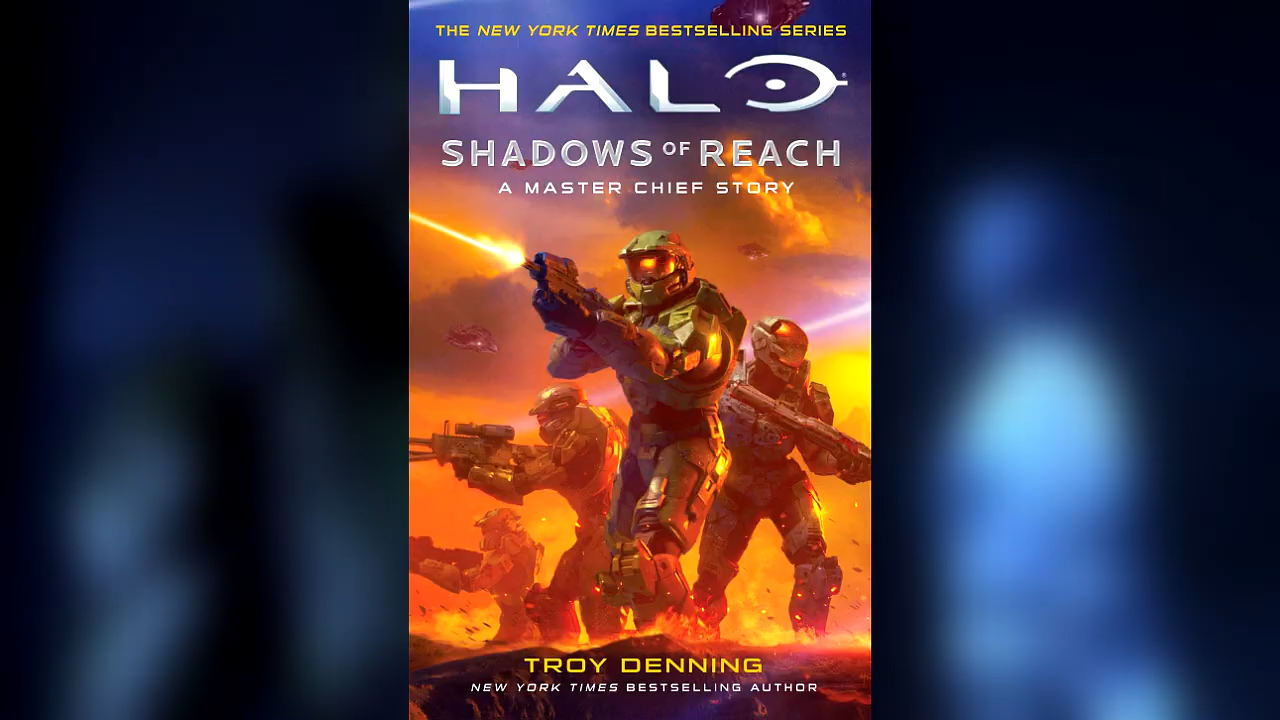 THE NEW YORK TIMES BESTSELLING SERIES
HALO
SHADOWS OF REACH
A MASTER CHIEF STORY
TROY DENNING
NEW YORK TIMES BESTSELLING AUTHOR